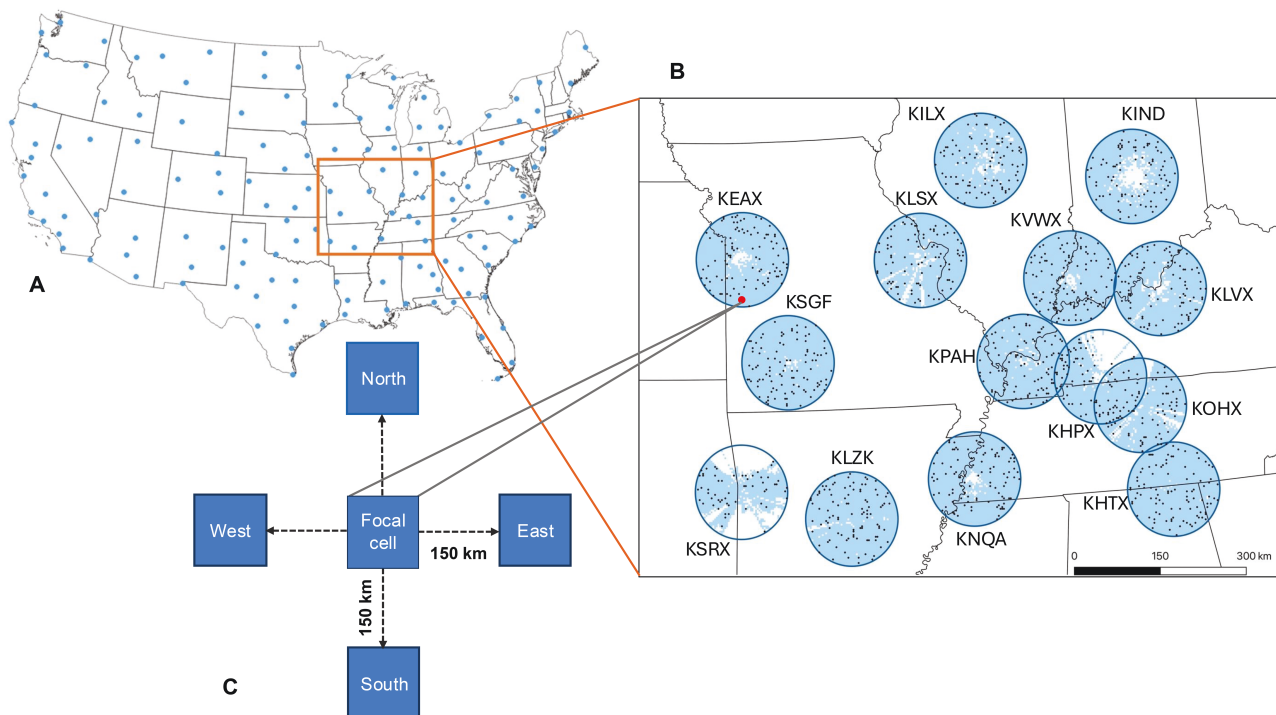 A
B
KILX
KIND
KEAX
KLSX
KVWX
KLVX
KSGF
KPAH
KOHX
KHPX
KLZK
KSRX
KNQA
KHTX
0
150
300 km
North
West
Focal
cell
East
150 km
150 km
South
C